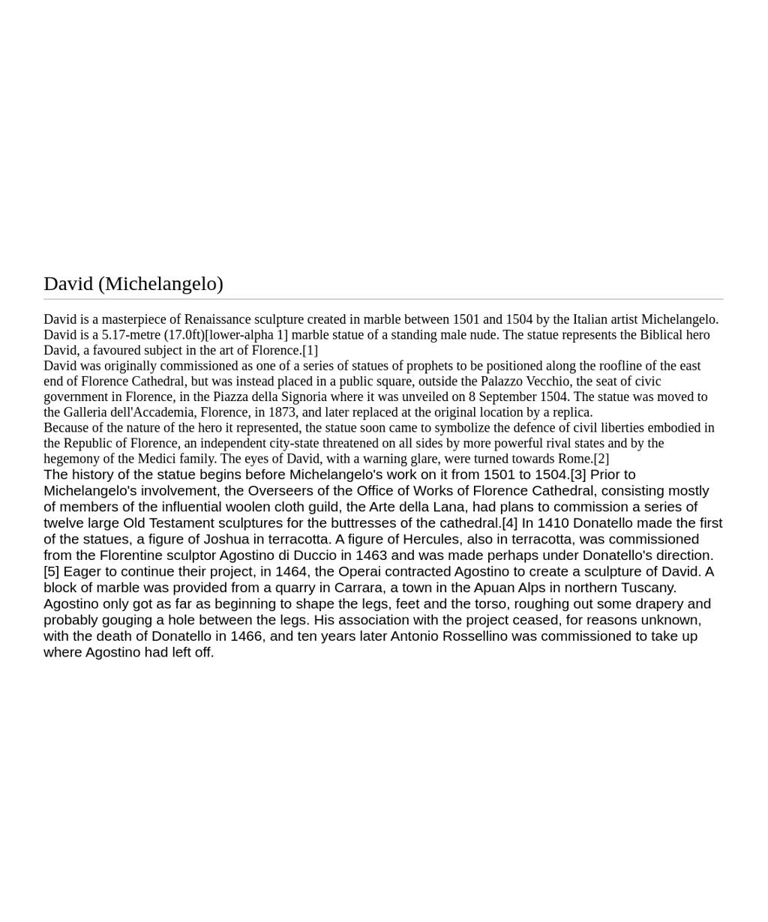 David (Michelangelo)
David is a masterpiece of Renaissance sculpture created in marble between 1501 and 1504 by the Italian artist Michelangelo.
David is a 5.17-metre (17.0ft)[lower-alpha 1] marble statue of a standing male nude. The statue represents the Biblical hero
David, a favoured subject in the art of Florence.[1]
David was originally commissioned as one of a series of statues of prophets to be positioned along the roofline of the east
end of Florence Cathedral, but was instead placed in a public square, outside the Palazzo Vecchio, the seat of civic
government in Florence, in the Piazza della Signoria where it was unveiled on 8 September 1504. The statue was moved to
the Galleria dell'Accademia, Florence, in 1873, and later replaced at the original location by a replica.
Because of the nature of the hero it represented, the statue soon came to symbolize the defence of civil liberties embodied in
the Republic of Florence, an independent city-state threatened on all sides by more powerful rival states and by the
hegemony of the Medici family. The eyes of David, with a warning glare, were turned towards Rome.[2]
The history of the statue begins before Michelangelo's work on it from 1501 to 1504.[3] Prior to
Michelangelo's involvement, the Overseers of the Office of Works of Florence Cathedral, consisting mostly
of members of the influential woolen cloth guild, the Arte della Lana, had plans to commission a series of
twelve large Old Testament sculptures for the buttresses of the cathedral.[4] In 1410 Donatello made the first
of the statues, a figure of Joshua in terracotta. A figure of Hercules, also in terracotta, was commissioned
from the Florentine sculptor Agostino di Duccio in 1463 and was made perhaps under Donatello's direction.
[5] Eager to continue their project, in 1464, the Operai contracted Agostino to create a sculpture of David. A
block of marble was provided from a quarry in Carrara, a town in the Apuan Alps in northern Tuscany.
Agostino only got as far as beginning to shape the legs, feet and the torso, roughing out some drapery and
probably gouging a hole between the legs. His association with the project ceased, for reasons unknown,
with the death of Donatello in 1466, and ten years later Antonio Rossellino was commissioned to take up
where Agostino had left off.